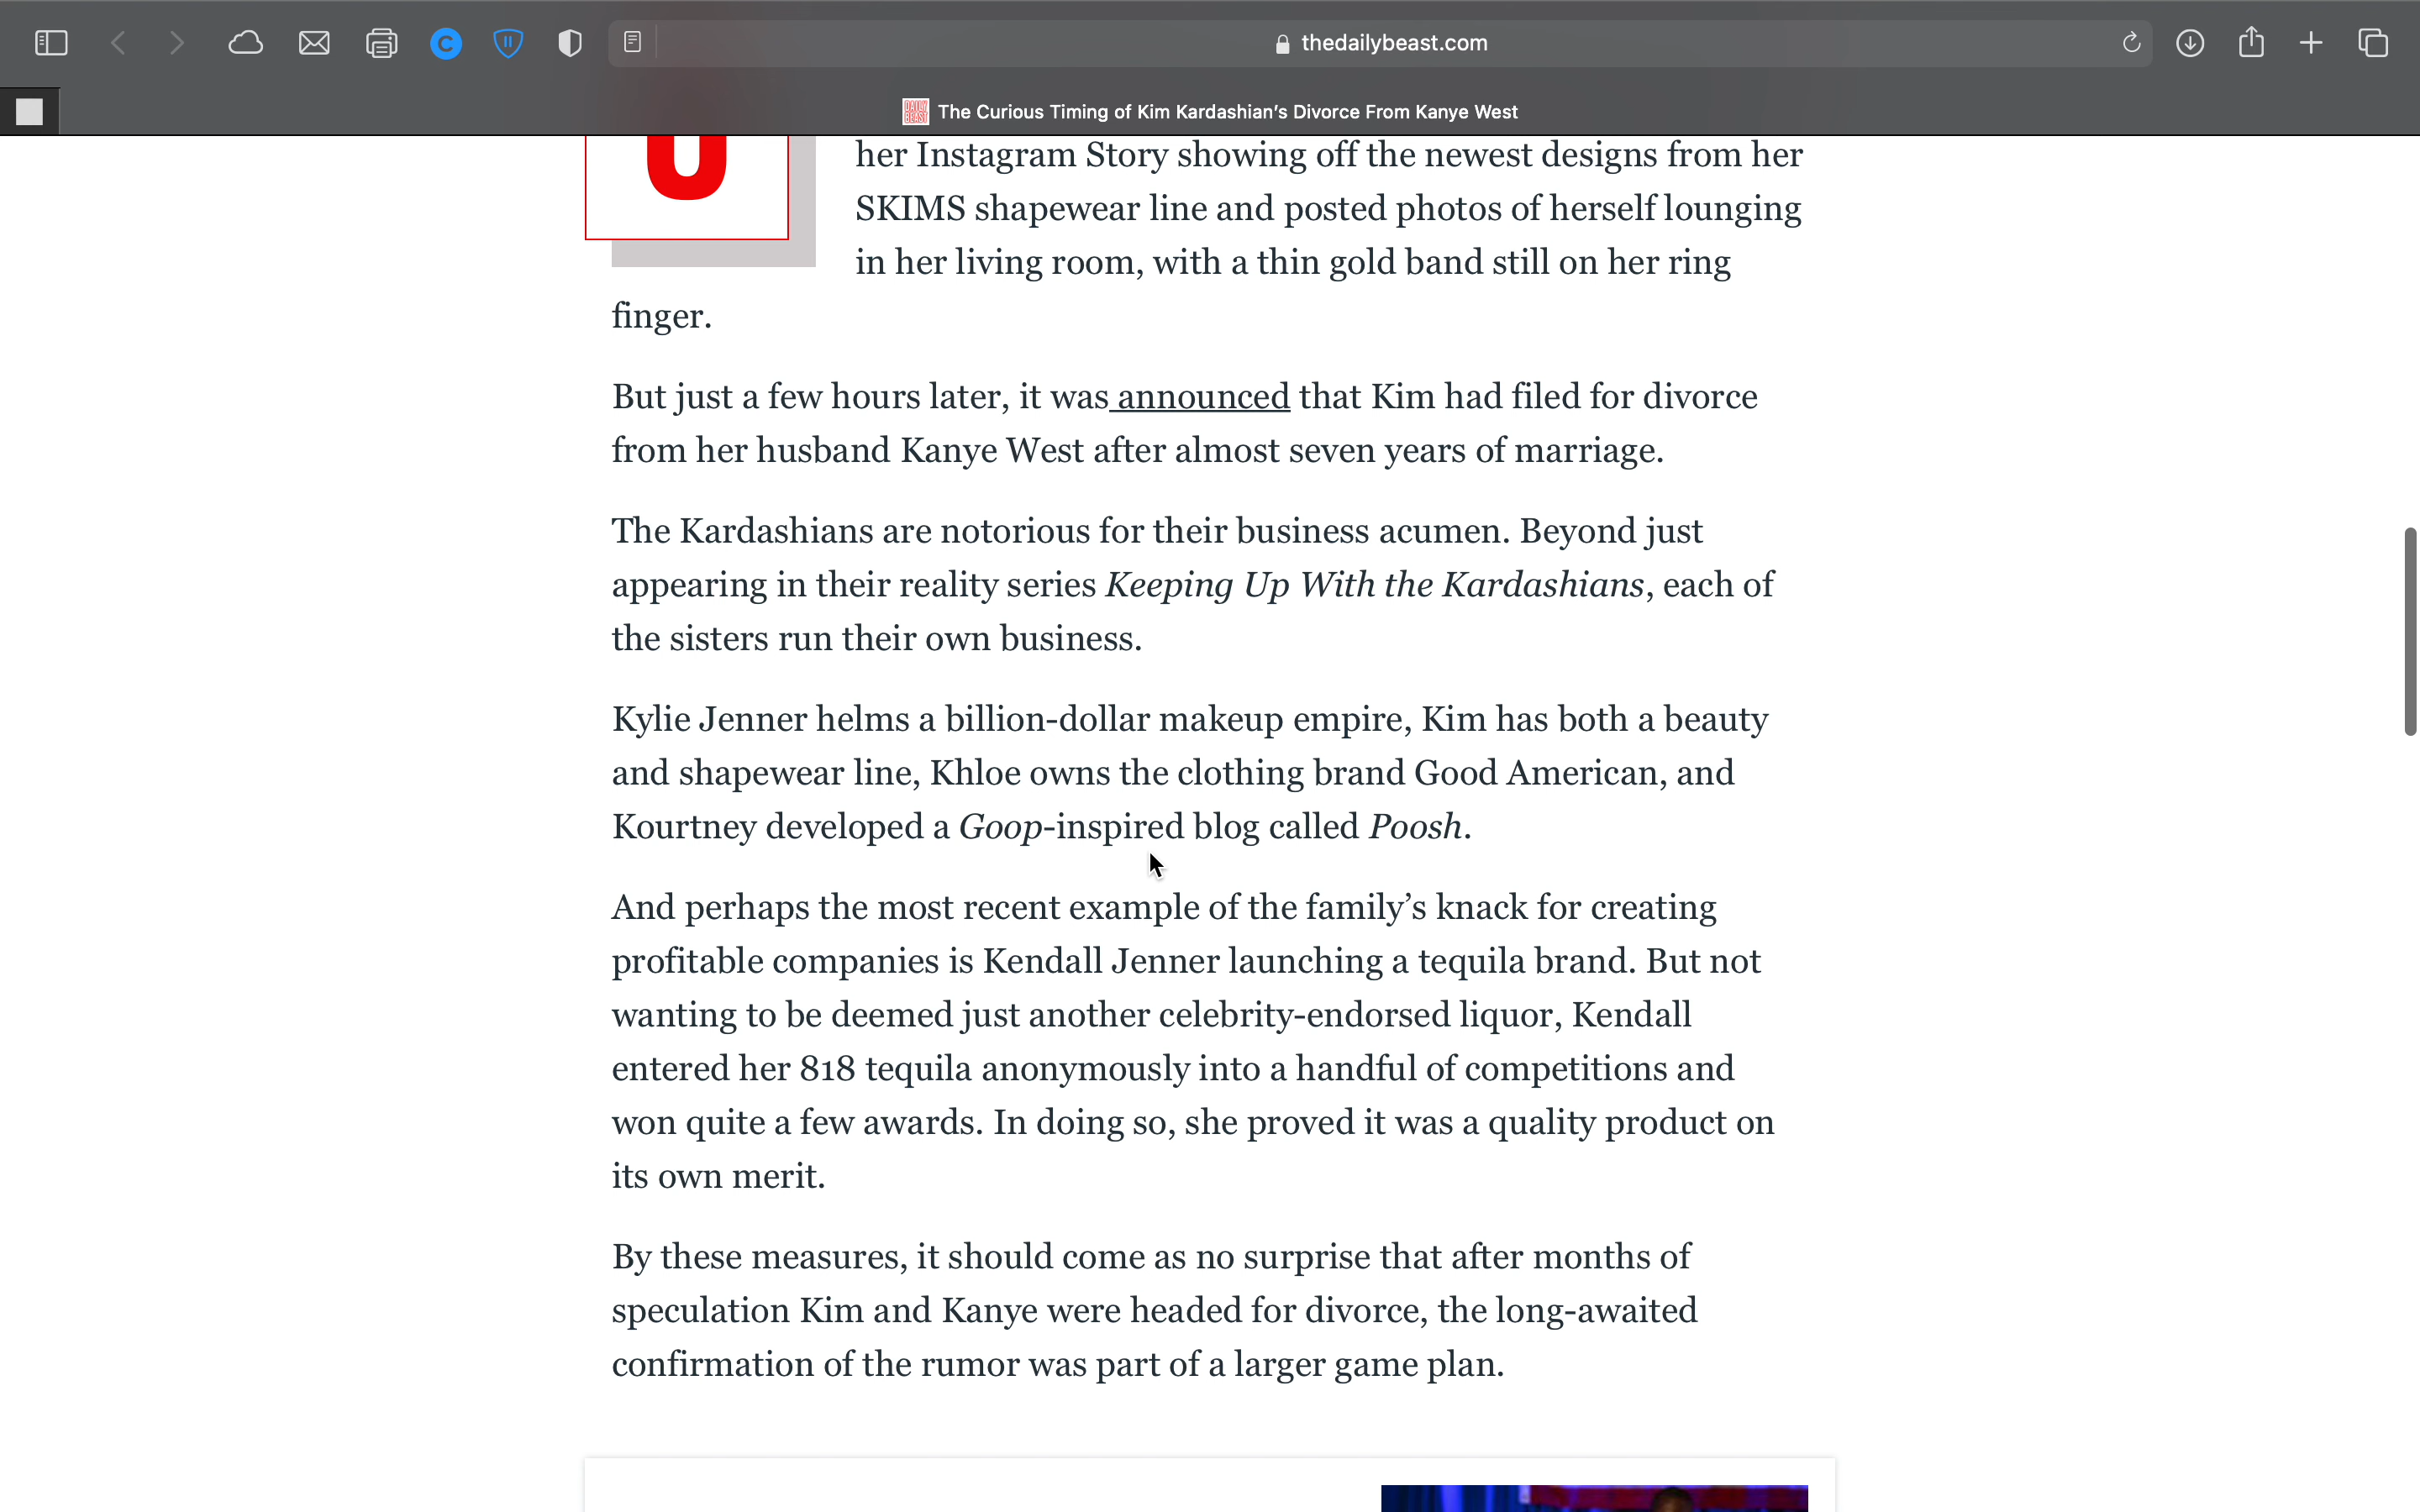 thedailybeast.com
The Curious Timing of Kim Kardashian's Divorce From Kanye West
her Instagram Story showing off the newest designs from her
SKIMS shapewear line and posted photos of herself lounging
in her living room, with a thin gold band still on her ring
finger.
But just a few hours later, it was announced that Kim had filed for divorce
from her husband Kanye West after almost seven years of marriage.
The Kardashians are notorious for their business acumen. Beyond just
appearing in their reality series Keeping Up With the Kardashians, each of
the sisters run their own business.
Kylie Jenner helms a billion-dollar makeup empire, Kim has both a beauty
and shapewear line, Khloe owns the clothing brand Good American, and
Kourtney developed a Goop-inspired blog called Poosh.
And perhaps the most recent example of the family’s knack for creating
profitable companies is Kendall Jenner launching a tequila brand. But not
wanting to be deemed just another celebrity-endorsed liquor, Kendall
entered her 818 tequila anonymously into a handful of competitions and
won quite a few awards. In doing so, she proved it was a quality product on
its own merit.
By these measures, it should come as no surprise that after months of
speculation Kim and Kanye were headed for divorce, the long-awaited
confirmation of the rumor was part of a larger game plan.